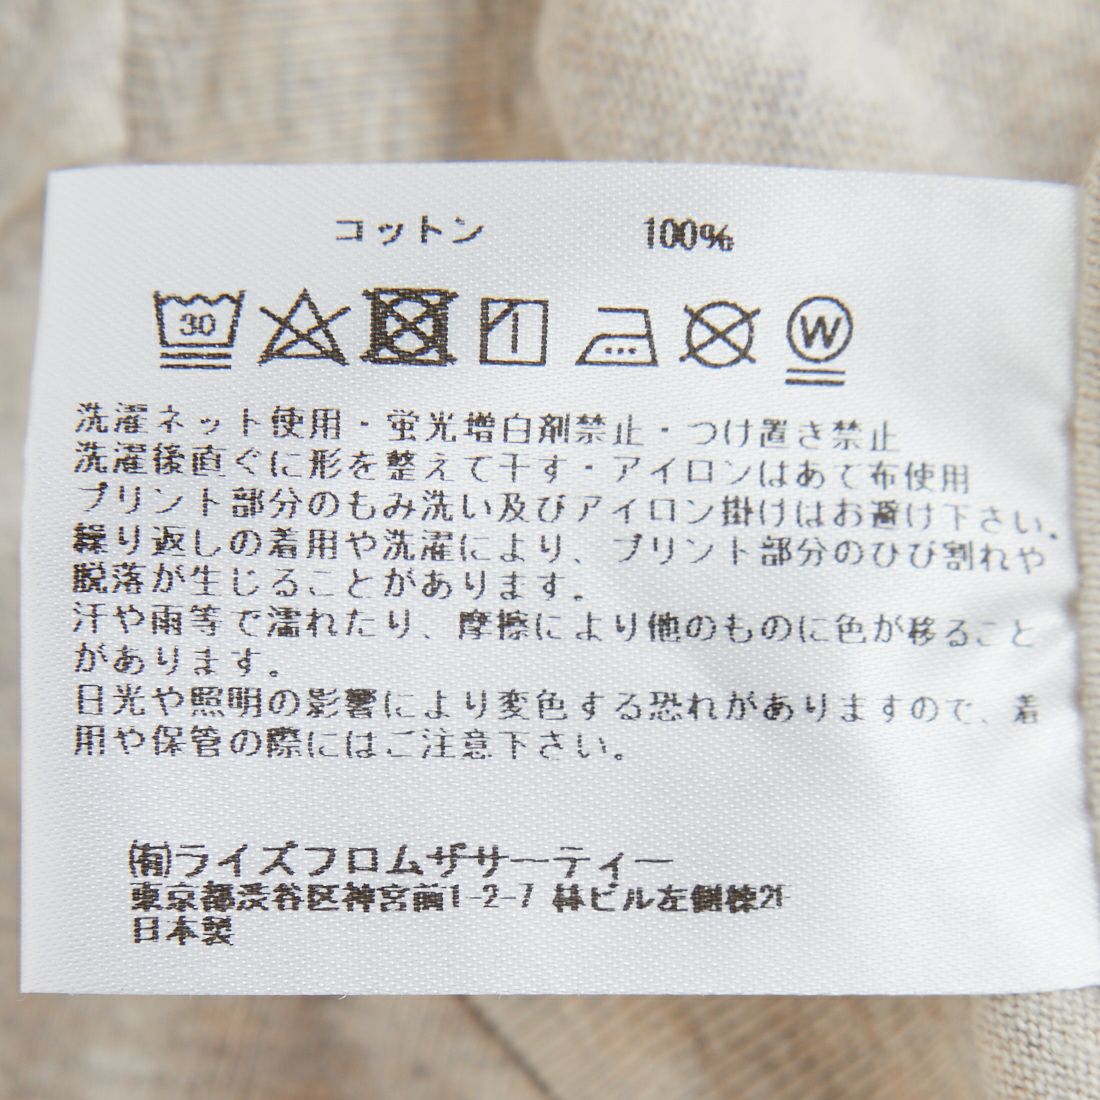 コットン 100%
30 W
洗濯ネット使用・蛍光増白剤禁止・つけ置き禁止
洗濯後直ぐに形を整えて干す・アイロンはあて布使用
プリント部分のもみ洗い及びアイロン掛けはお避け下さい。
繰り返しの着用や洗濯により、プリント部分のひび割れや
脱落が生じることがあります。
汗や雨等で濡れたり、摩擦により他のものに色が移ること
があります。
日光や照明の影響により変色する恐れがありますので、着
用や保管の際にはご注意下さい。
㈲ライズフロムザサーティー
東京都渋谷区神宮前1-2-7 林ビル左側棟2F
日本製